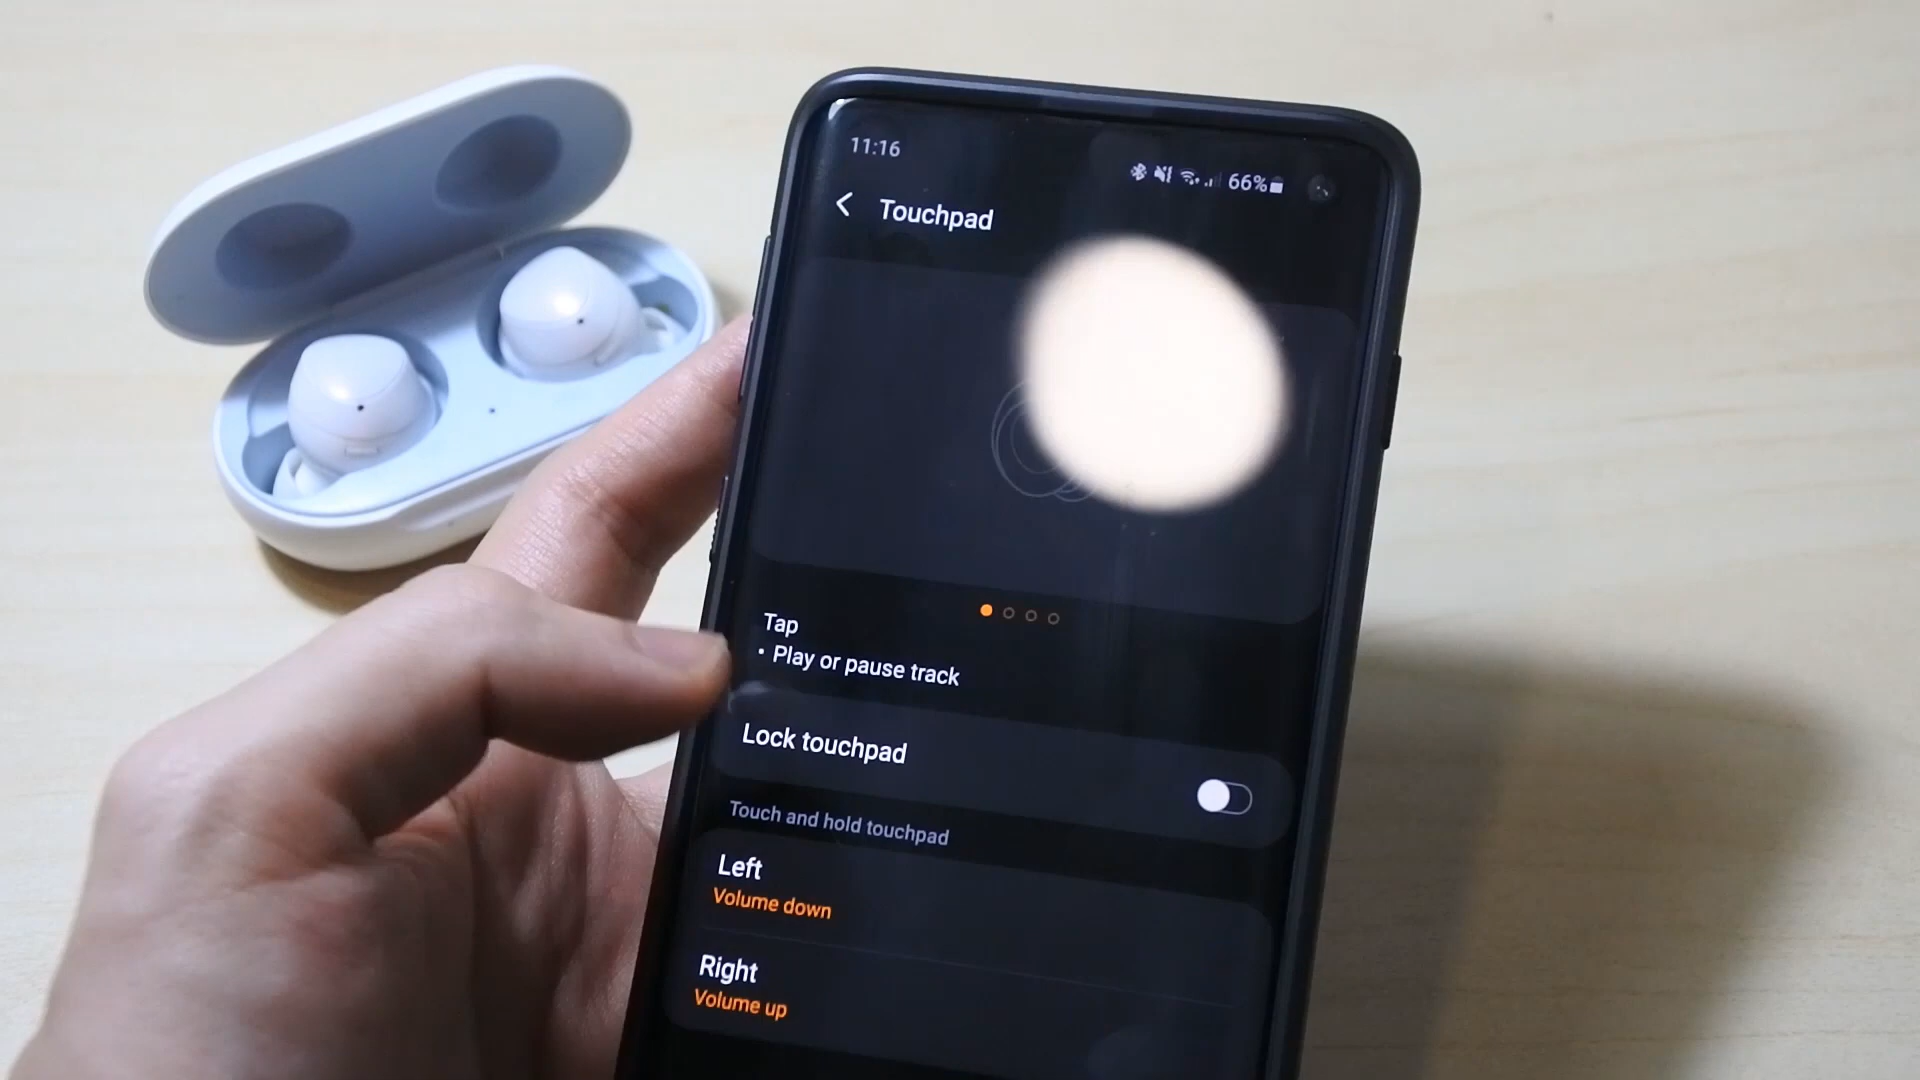 11:16
66%
Touchpad
Tap
• Play or pause track
Lock touchpad
Touch and hold touchpad
Left
Volume down
Right
Volume up